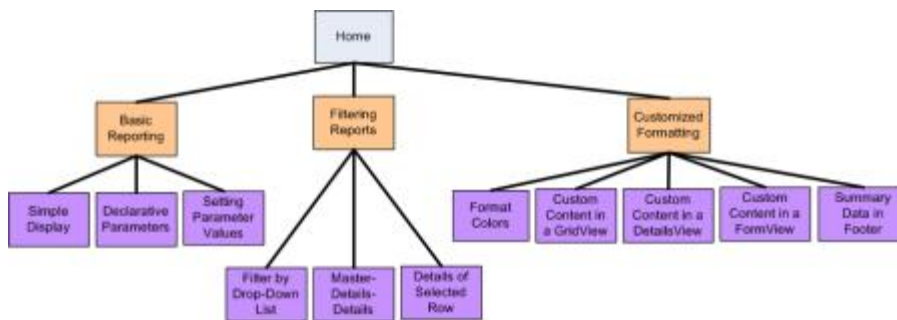 Home
Basic
Reporting
Filtering
Reports
Customized
Formatting
Simple
Display
Declarative
Parameters
Setting
Parameter
Values
Format
Colors
Custom
Content in
a GridView
Custom
Content in a
DetailsView
Custom
Content in a
FormView
Summary
Data in
Footer
Filter by
Drop-Down
List
Master-
Details-
Details
Details of
Selected
Row